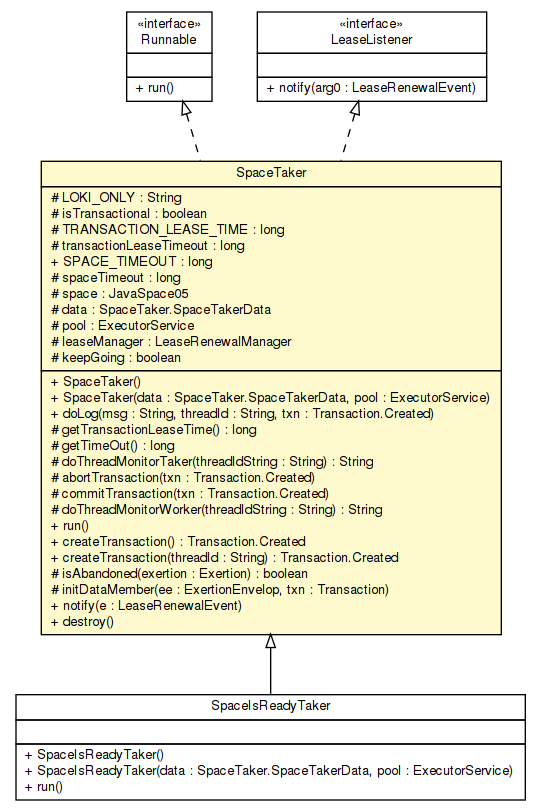 «interface»
Runnable
+ run()
«interface»
LeaseListener
+ notify(arg0 : LeaseRenewalEvent)
SpaceTaker
# LOKI_ONLY : String
# isTransactional : boolean
# TRANSACTION_LEASE_TIME : long
# transactionLeaseTimeout : long
+ SPACE_TIMEOUT : long
# spaceTimeout : long
# space : JavaSpace05
# data : SpaceTaker.SpaceTakerData
# pool : ExecutorService
# leaseManager : LeaseRenewalManager
# keepGoing : boolean
+ SpaceTaker()
+ SpaceTaker(data : SpaceTaker.SpaceTakerData, pool : ExecutorService)
+ doLog(msg : String, threadId : String, txn : Transaction.Created)
# getTransactionLeaseTime() : long
# getTimeOut() : long
# doThreadMonitorTaker(threadIdString : String) : String
# abortTransaction(txn : Transaction.Created)
# commitTransaction(txn : Transaction.Created)
# doThreadMonitorWorker(threadIdString : String) : String
+ run()
+ createTransaction() : Transaction.Created
+ createTransaction(threadId : String) : Transaction.Created
# isAbandoned(exertion : Exertion) : boolean
# initDataMember(ee : ExertionEnvelop, txn : Transaction)
+ notify(e : LeaseRenewalEvent)
+ destroy()
SpaceIsReadyTaker
+ SpaceIsReadyTaker()
+ SpaceIsReadyTaker(data : SpaceTaker.SpaceTakerData, pool : ExecutorService)
+ run()